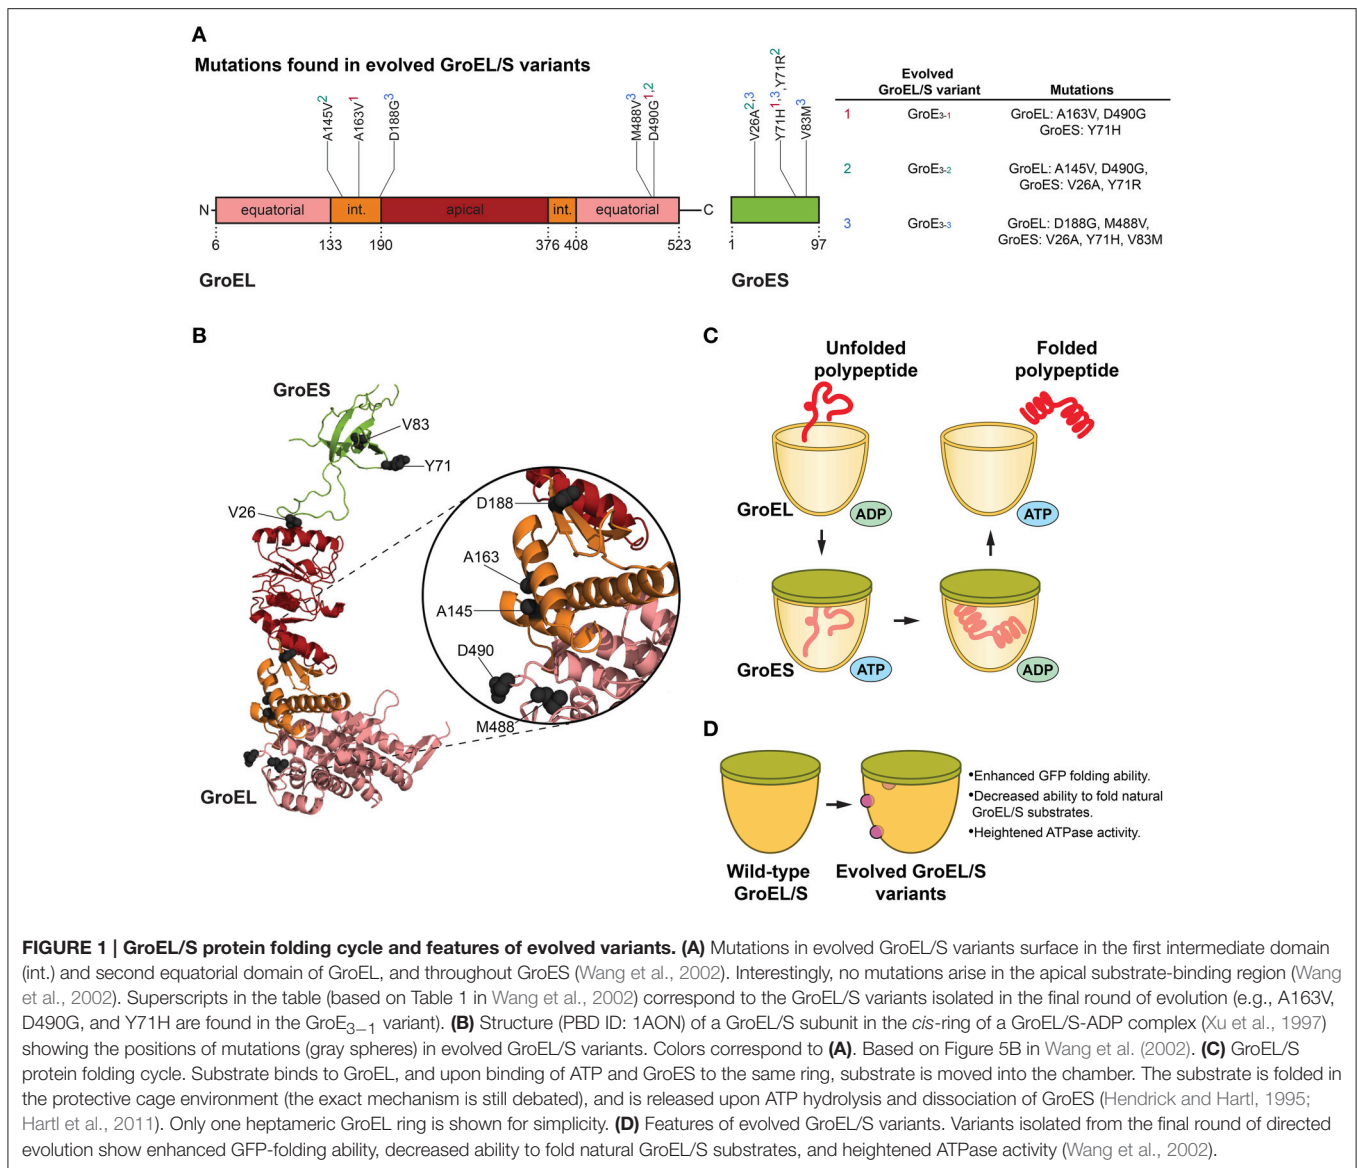 A
Mutations found in evolved GroEL/S variants
A145V2
A163V1
D188G3
M488V3
D490G1,2
V26A2,3
Y71H1,3,Y71R2
V83M3
N
equatorial
int.
apical
int.
equatorial
C
6
133
190
376
408
523
1
97
GroEL
GroES
Evolved
GroEL/S variant
Mutations
1
GroE3-1
GroEL: A163V, D490G
GroES: Y71H
2
GroE3-2
GroEL: A145V, D490G,
GroES: V26A, Y71R
3
GroE3-3
GroEL: D188G, M488V,
GroES: V26A, Y71H, V83M
B
GroES
V83
Y71
V26
D188
A163
A145
D490
M488
GroEL
C
Unfolded
polypeptide
Folded
polypeptide
GroEL
ADP
ATP
GroES
ATP
ADP
D
•Enhanced GFP folding ability.
•Decreased ability to fold natural
GroEL/S substrates.
•Heightened ATPase activity.
Wild-type
GroEL/S
Evolved GroEL/S
variants
FIGURE 1 | GroEL/S protein folding cycle and features of evolved variants. (A) Mutations in evolved GroEL/S variants surface in the first intermediate domain
(int.) and second equatorial domain of GroEL, and throughout GroES (Wang et al., 2002). Interestingly, no mutations arise in the apical substrate-binding region (Wang
et al., 2002). Superscripts in the table (based on Table 1 in Wang et al., 2002) correspond to the GroEL/S variants isolated in the final round of evolution (e.g., A163V,
D490G, and Y71H are found in the GroE3−1 variant). (B) Structure (PBD ID: 1AON) of a GroEL/S subunit in the cis-ring of a GroEL/S-ADP complex (Xu et al., 1997)
showing the positions of mutations (gray spheres) in evolved GroEL/S variants. Colors correspond to (A). Based on Figure 5B in Wang et al. (2002). (C) GroEL/S
protein folding cycle. Substrate binds to GroEL, and upon binding of ATP and GroES to the same ring, substrate is moved into the chamber. The substrate is folded in
the protective cage environment (the exact mechanism is still debated), and is released upon ATP hydrolysis and dissociation of GroES (Hendrick and Hartl, 1995;
Hartl et al., 2011). Only one heptameric GroEL ring is shown for simplicity. (D) Features of evolved GroEL/S variants. Variants isolated from the final round of directed
evolution show enhanced GFP-folding ability, decreased ability to fold natural GroEL/S substrates, and heightened ATPase activity (Wang et al., 2002).